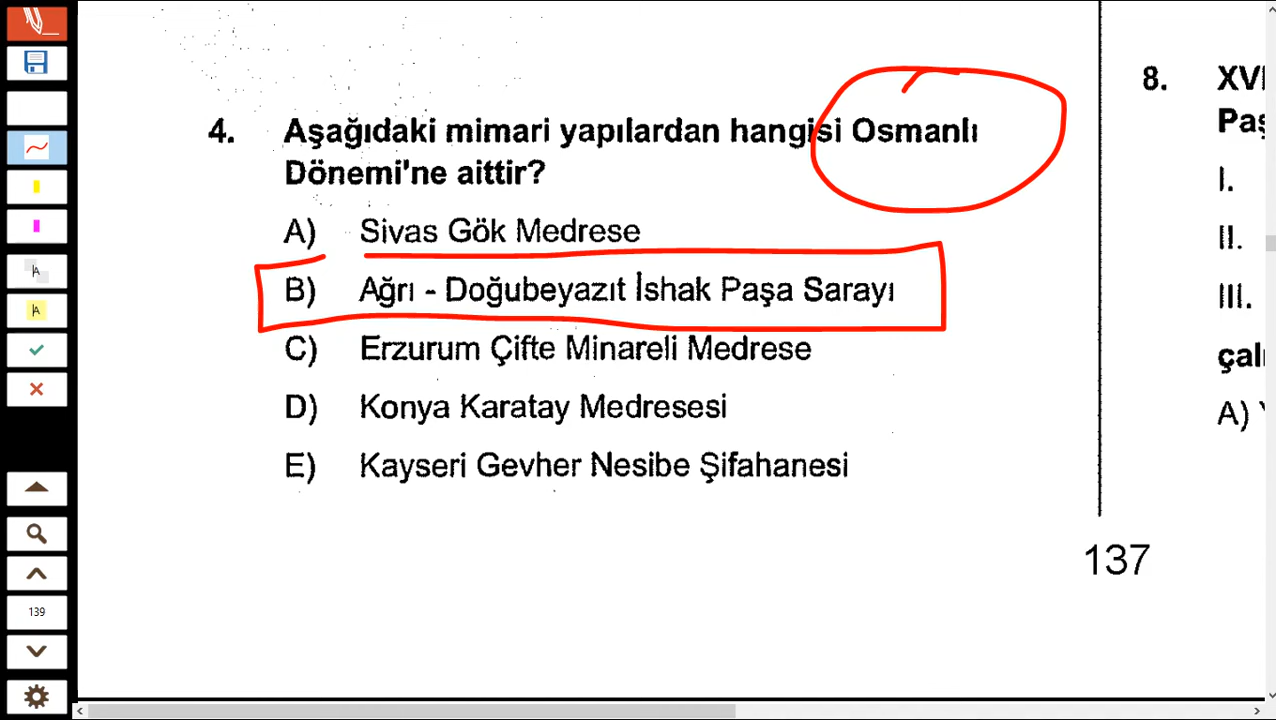 4. Aşağıdaki mimari yapılardan hangisi Osmanlı
Dönemi'ne aittir?
A) Sivas Gök Medrese
B) Ağrı - Doğubeyazıt İshak Paşa Sarayı
C) Erzurum Çifte Minareli Medrese
D) Konya Karatay Medresesi
E) Kayseri Gevher Nesibe Şifahanesi
137
8. XVI
Paş
I.
II.
III.
çal
A)
A
A
139